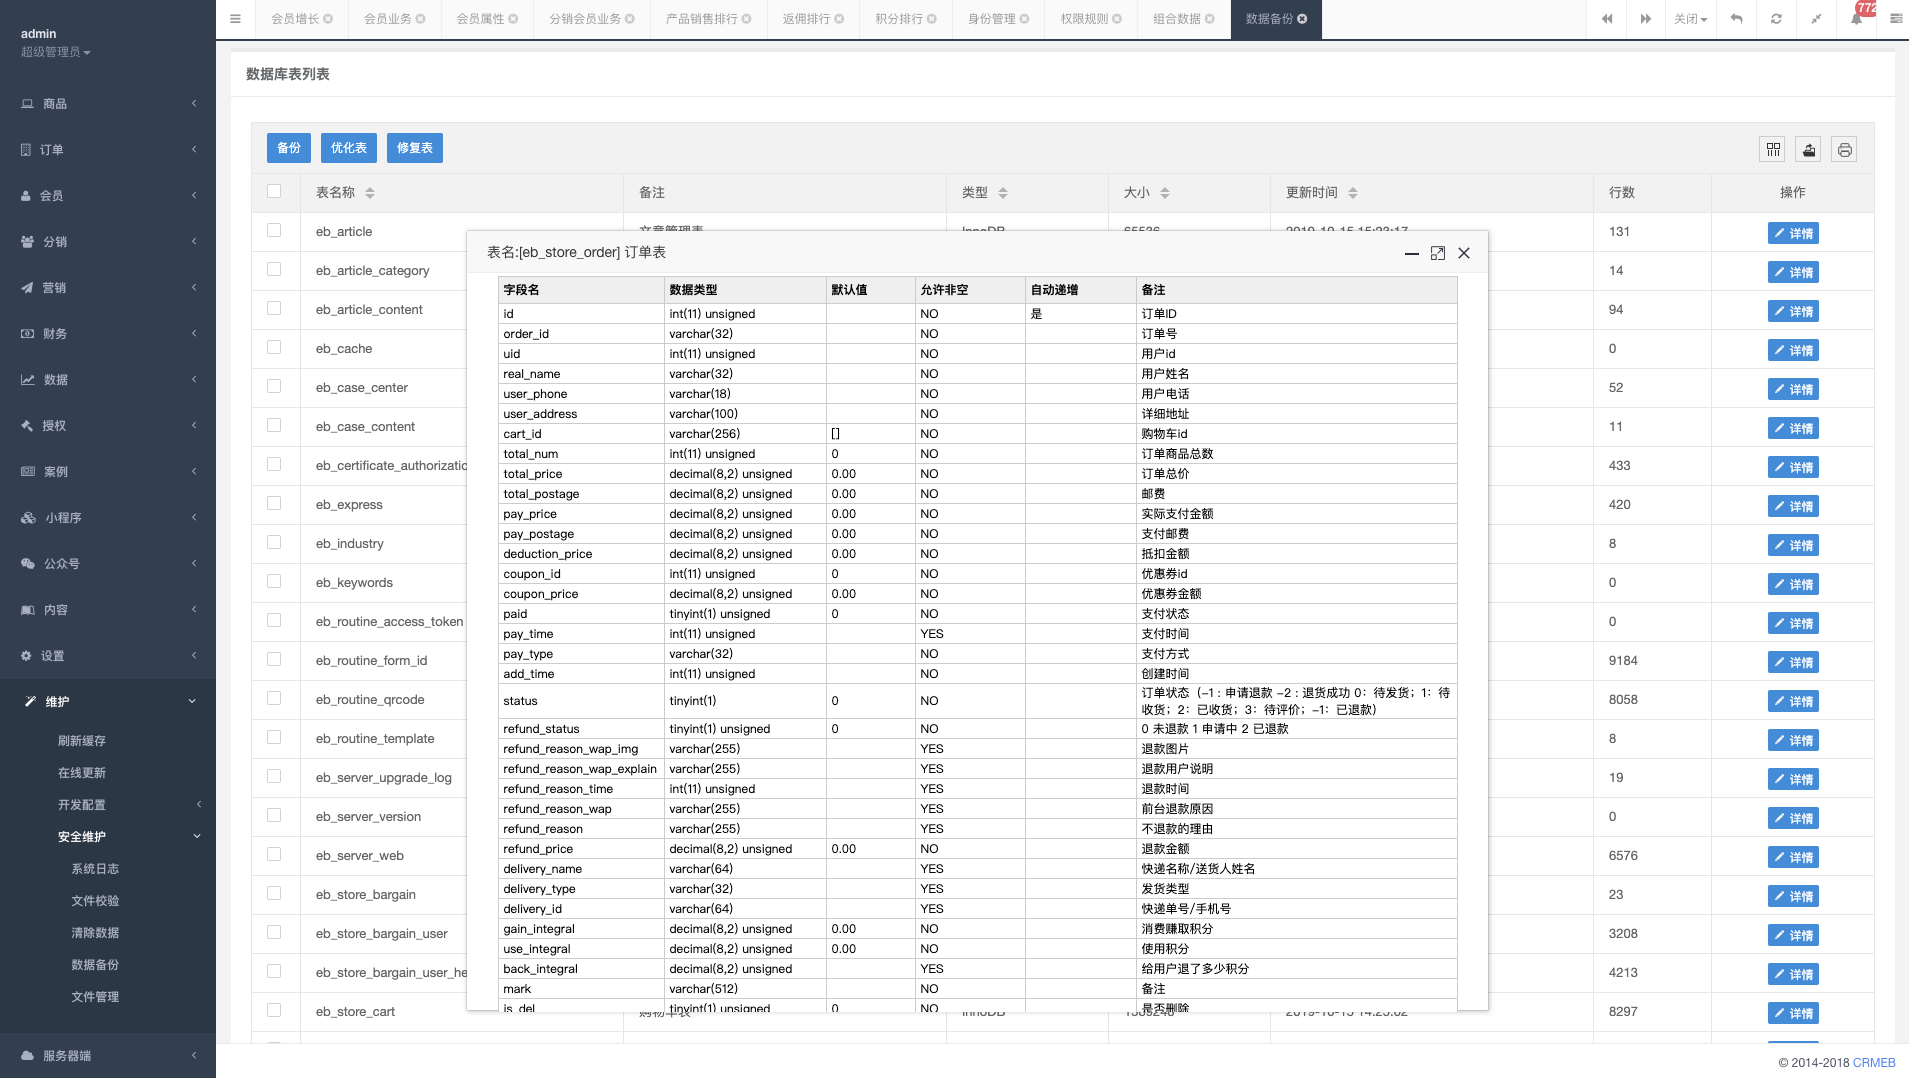 admin
超级管理员
商品
订单
会员
分销
营销
财务
数据
授权
案例
小程序
公众号
内容
设置
维护
刷新缓存
在线更新
开发配置
安全维护
系统日志
文件校验
清除数据
数据备份
文件管理
服务器端
会员增长 会员业务 会员属性 分销会员业务 产品销售排行 返佣排行 积分排行 身份管理 权限规则 组合数据 数据备份 关闭 772
数据库表列表
备份 优化表 修复表
表名称 备注 类型 大小 更新时间 行数 操作
eb_article 文章管理表 InnoDB 65536 2019-10-15 15:23:17 131 详情
eb_article_category 14 详情
eb_article_content 94 详情
eb_cache 0 详情
eb_case_center 52 详情
eb_case_content 11 详情
eb_certificate_authorizatio 433 详情
eb_express 420 详情
eb_industry 8 详情
eb_keywords 0 详情
eb_routine_access_token 0 详情
eb_routine_form_id 9184 详情
eb_routine_qrcode 8058 详情
eb_routine_template 8 详情
eb_server_upgrade_log 19 详情
eb_server_version 0 详情
eb_server_web 6576 详情
eb_store_bargain 23 详情
eb_store_bargain_user 3208 详情
eb_store_bargain_user_he 4213 详情
eb_store_cart 购物车表 InnoDB 2019-10-15 14:25:02 8297 详情
表名:[eb_store_order] 订单表
字段名 数据类型 默认值 允许非空 自动递增 备注
id int(11) unsigned NO 是 订单ID
order_id varchar(32) NO 订单号
uid int(11) unsigned NO 用户id
real_name varchar(32) NO 用户姓名
user_phone varchar(18) NO 用户电话
user_address varchar(100) NO 详细地址
cart_id varchar(256) [] NO 购物车id
total_num int(11) unsigned 0 NO 订单商品总数
total_price decimal(8,2) unsigned 0.00 NO 订单总价
total_postage decimal(8,2) unsigned 0.00 NO 邮费
pay_price decimal(8,2) unsigned 0.00 NO 实际支付金额
pay_postage decimal(8,2) unsigned 0.00 NO 支付邮费
deduction_price decimal(8,2) unsigned 0.00 NO 抵扣金额
coupon_id int(11) unsigned 0 NO 优惠券id
coupon_price decimal(8,2) unsigned 0.00 NO 优惠券金额
paid tinyint(1) unsigned 0 NO 支付状态
pay_time int(11) unsigned YES 支付时间
pay_type varchar(32) NO 支付方式
add_time int(11) unsigned NO 创建时间
status tinyint(1) 0 NO 订单状态（-1 : 申请退款 -2 : 退货成功 0：待发货；1：待
收货；2：已收货；3：待评价；-1：已退款）
refund_status tinyint(1) unsigned 0 NO 0 未退款 1 申请中 2 已退款
refund_reason_wap_img varchar(255) YES 退款图片
refund_reason_wap_explain varchar(255) YES 退款用户说明
refund_reason_time int(11) unsigned YES 退款时间
refund_reason_wap varchar(255) YES 前台退款原因
refund_reason varchar(255) YES 不退款的理由
refund_price decimal(8,2) unsigned 0.00 NO 退款金额
delivery_name varchar(64) YES 快递名称/送货人姓名
delivery_type varchar(32) YES 发货类型
delivery_id varchar(64) YES 快递单号/手机号
gain_integral decimal(8,2) unsigned 0.00 NO 消费赚取积分
use_integral decimal(8,2) unsigned 0.00 NO 使用积分
back_integral decimal(8,2) unsigned YES 给用户退了多少积分
mark varchar(512) NO 备注
is_del tinyint(1) unsigned 0 NO 是否删除
© 2014-2018 CRMEB